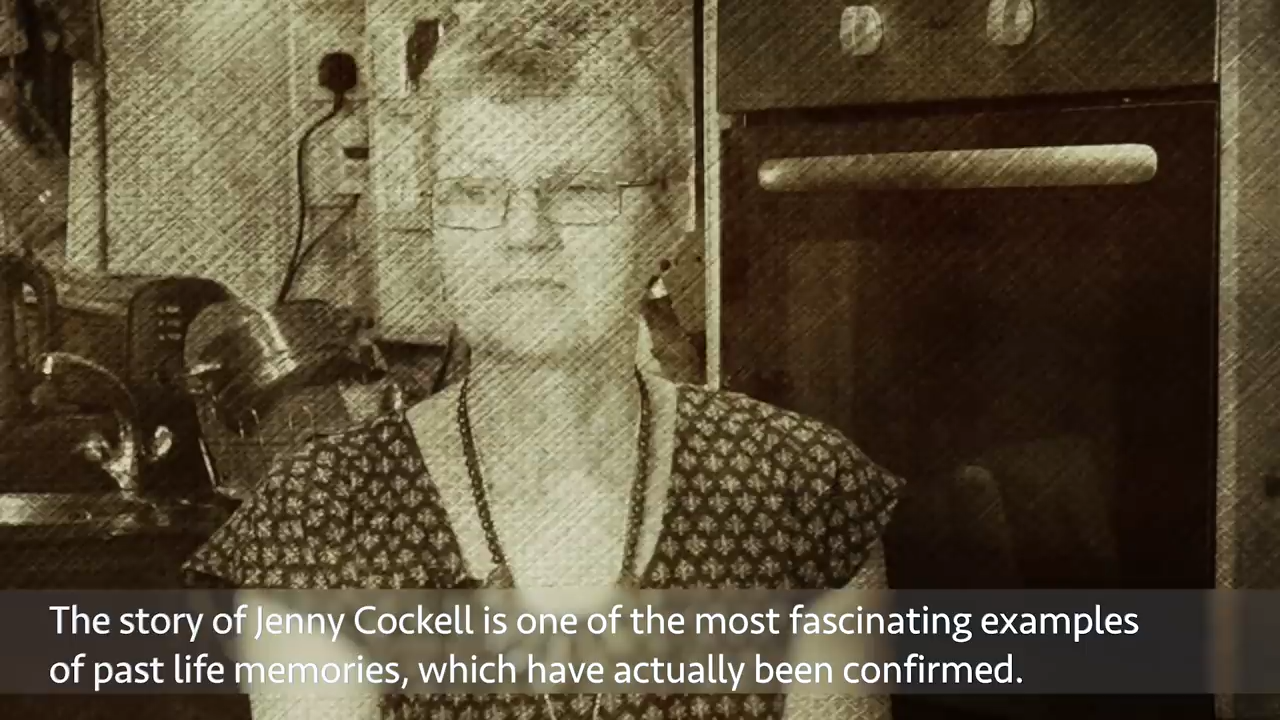 The story of Jenny Cockell is one of the most fascinating examples
of past life memories, which have actually been confirmed.